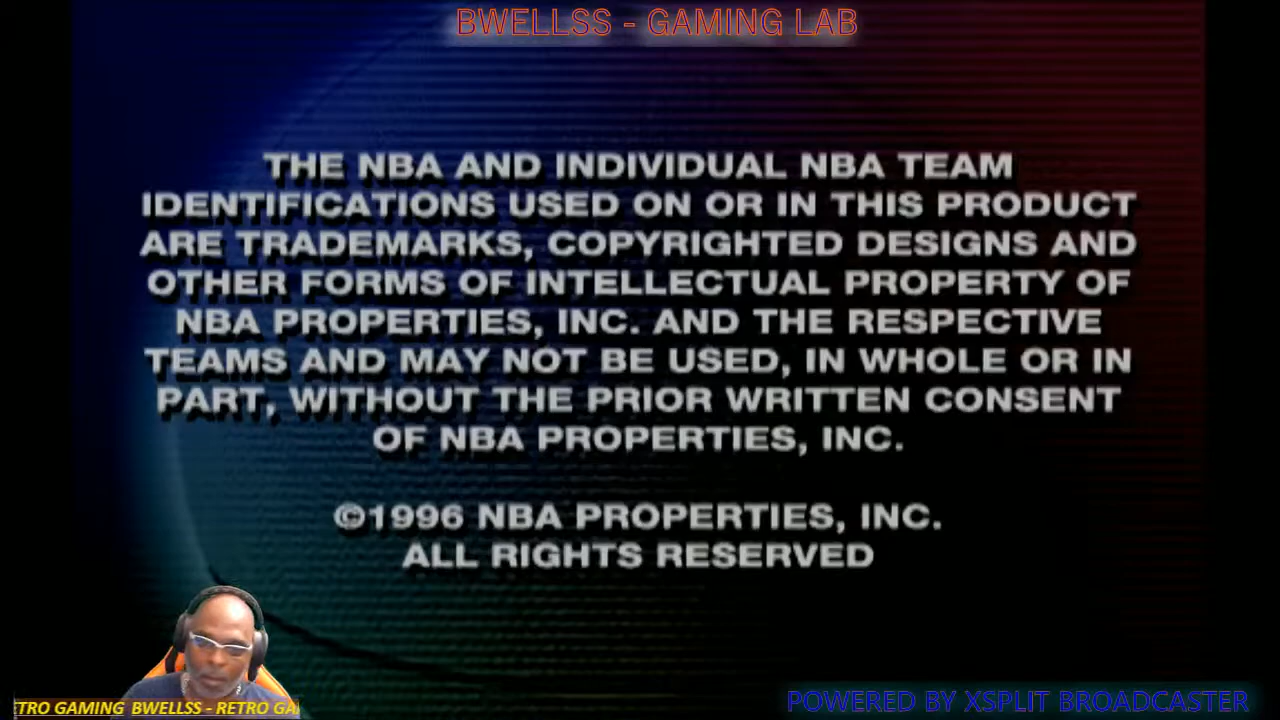 BWELLSS - GAMING LAB
THE NBA AND INDIVIDUAL NBA TEAM
IDENTIFICATIONS USED ON OR IN THIS PRODUCT
ARE TRADEMARKS, COPYRIGHTED DESIGNS AND
OTHER FORMS OF INTELLECTUAL PROPERTY OF
NBA PROPERTIES, INC. AND THE RESPECTIVE
TEAMS AND MAY NOT BE USED, IN WHOLE OR IN
PART, WITHOUT THE PRIOR WRITTEN CONSENT
OF NBA PROPERTIES, INC.
©1996 NBA PROPERTIES, INC.
ALL RIGHTS RESERVED
TRO GAMING BWELLSS - RETRO GA
POWERED BY XSPLIT BROADCASTER